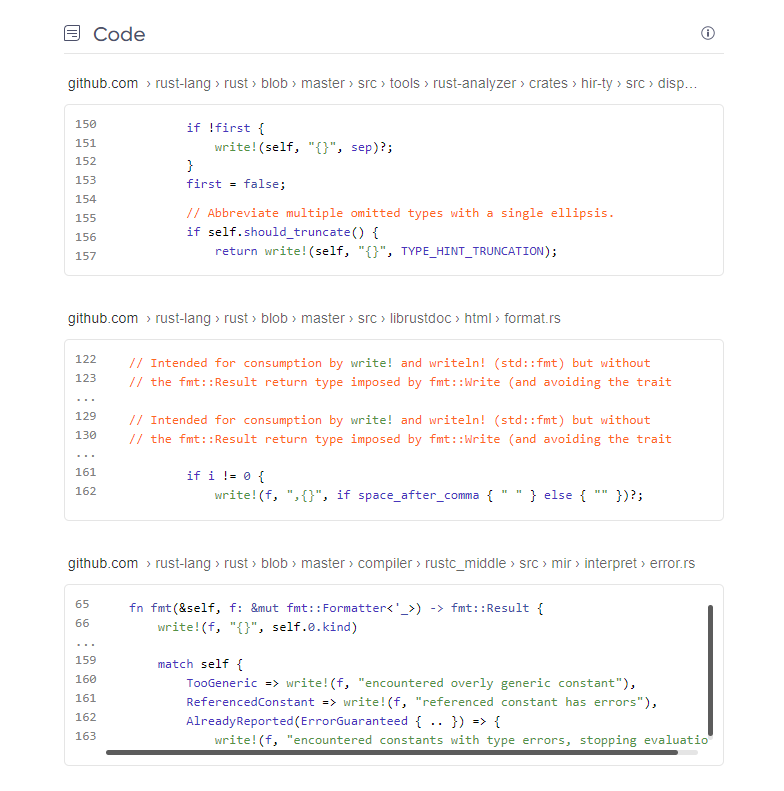 Code
github.com › rust-lang › rust › blob › master › src › tools › rust-analyzer › crates › hir-ty › src › disp...
150 if !first {
151 write!(self, "{}", sep)?;
152 }
153 first = false;
154
155 // Abbreviate multiple omitted types with a single ellipsis.
156 if self.should_truncate() {
157 return write!(self, "{}", TYPE_HINT_TRUNCATION);
github.com › rust-lang › rust › blob › master › src › librustdoc › html › format.rs
122 // Intended for consumption by write! and writeln! (std::fmt) but without
123 // the fmt::Result return type imposed by fmt::Write (and avoiding the trait
...
129 // Intended for consumption by write! and writeln! (std::fmt) but without
130 // the fmt::Result return type imposed by fmt::Write (and avoiding the trait
...
161 if i != 0 {
162 write!(f, ",{}", if space_after_comma { " " } else { "" })?;
github.com › rust-lang › rust › blob › master › compiler › rustc_middle › src › mir › interpret › error.rs
65 fn fmt(&self, f: &mut fmt::Formatter<'_>) -> fmt::Result {
66 write!(f, "{}", self.0.kind)
...
159 match self {
160 TooGeneric => write!(f, "encountered overly generic constant"),
161 ReferencedConstant => write!(f, "referenced constant has errors"),
162 AlreadyReported(ErrorGuaranteed { .. }) => {
163 write!(f, "encountered constants with type errors, stopping evaluatio